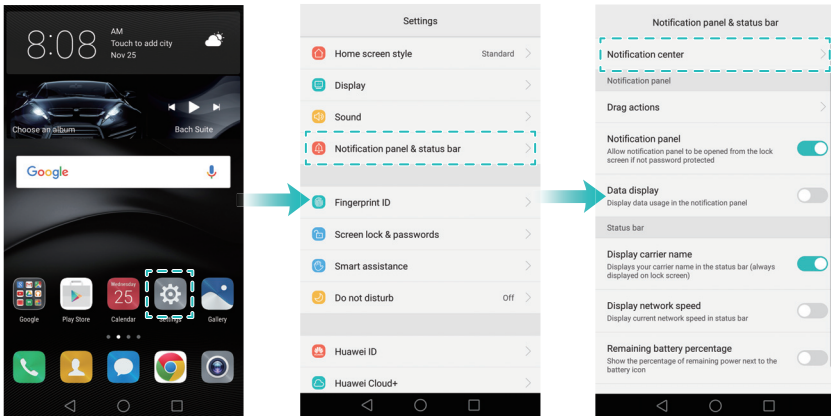 8:08
AM
Touch to add city
Nov 25
Choose an album
Bach Suite
Google
Wednesday
25
Google
Play Store
Calendar
Settings
Gallery
Settings
Home screen style
Standard
Display
Sound
Notification panel & status bar
Fingerprint ID
Screen lock & passwords
Smart assistance
Do not disturb
Off
Huawei ID
Huawei Cloud+
Notification panel & status bar
Notification center
Notification panel
Drag actions
Notification panel
Allow notification panel to be opened from the lock
screen if not password protected
Data display
Display data usage in the notification panel
Status bar
Display carrier name
Displays your carrier name in the status bar (always
displayed on lock screen)
Display network speed
Display current network speed in status bar
Remaining battery percentage
Show the percentage of remaining power next to the
battery icon